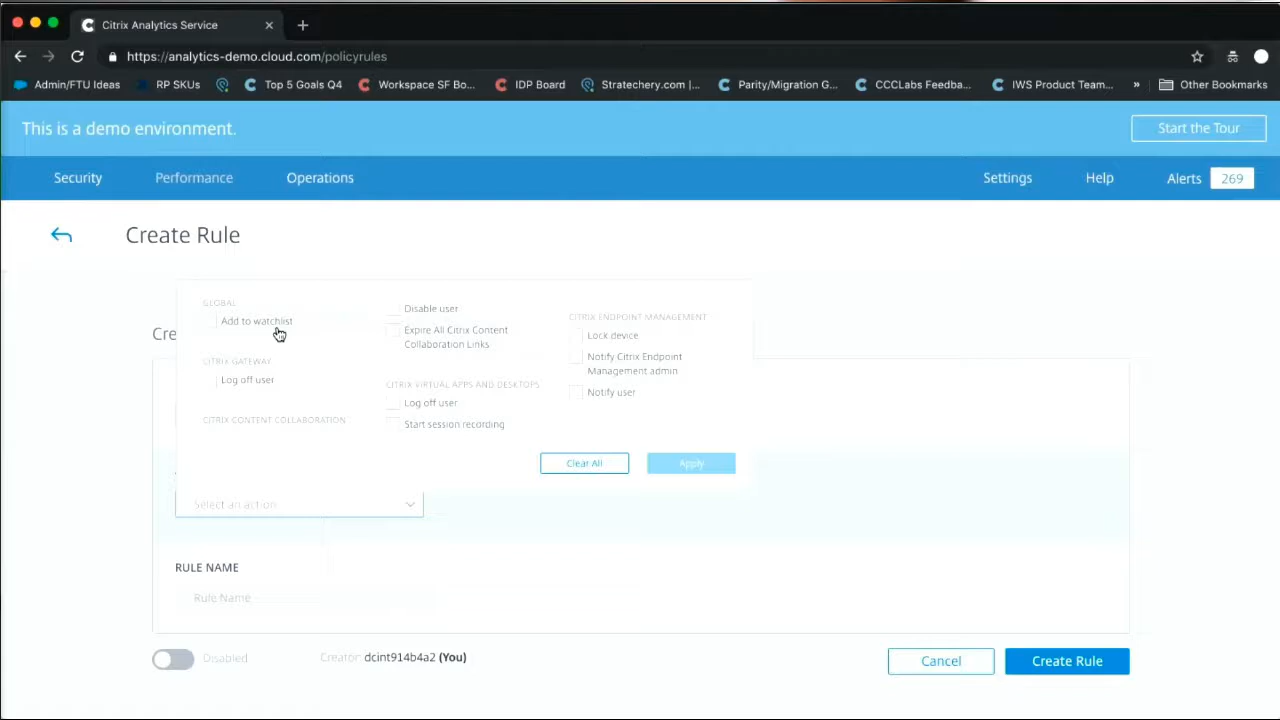 Citrix Analytics Service
https://analytics-demo.cloud.com/policyrules
Admin/FTU Ideas
RP SKUs
Top 5 Goals Q4
Workspace SF Bo...
IDP Board
Stratechery.com |...
Parity/Migration G...
CCCLabs Feedba...
IWS Product Team...
»
Other Bookmarks
This is a demo environment.
Start the Tour
Security
Performance
Operations
Settings
Help
Alerts
269
Create Rule
Cre
GLOBAL
Add to watchlist
CITRIX GATEWAY
Log off user
CITRIX CONTENT COLLABORATION
Disable user
Expire All Citrix Content
Collaboration Links
CITRIX VIRTUAL APPS AND DESKTOPS
Log off user
Start session recording
CITRIX ENDPOINT MANAGEMENT
Lock device
Notify Citrix Endpoint
Management admin
Notify user
Clear All
Apply
Select an action
RULE NAME
Rule Name
Disabled
Creator: dcint914b4a2 (You)
Cancel
Create Rule